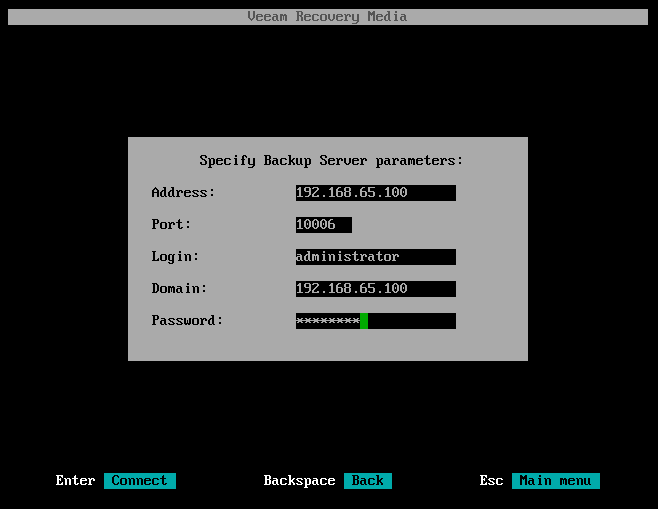 Veeam Recovery Media
Specify Backup Server parameters:
Address: 192.168.65.100
Port: 10006
Login: administrator
Domain: 192.168.65.100
Password: ********
Enter Connect Backspace Back Esc Main menu